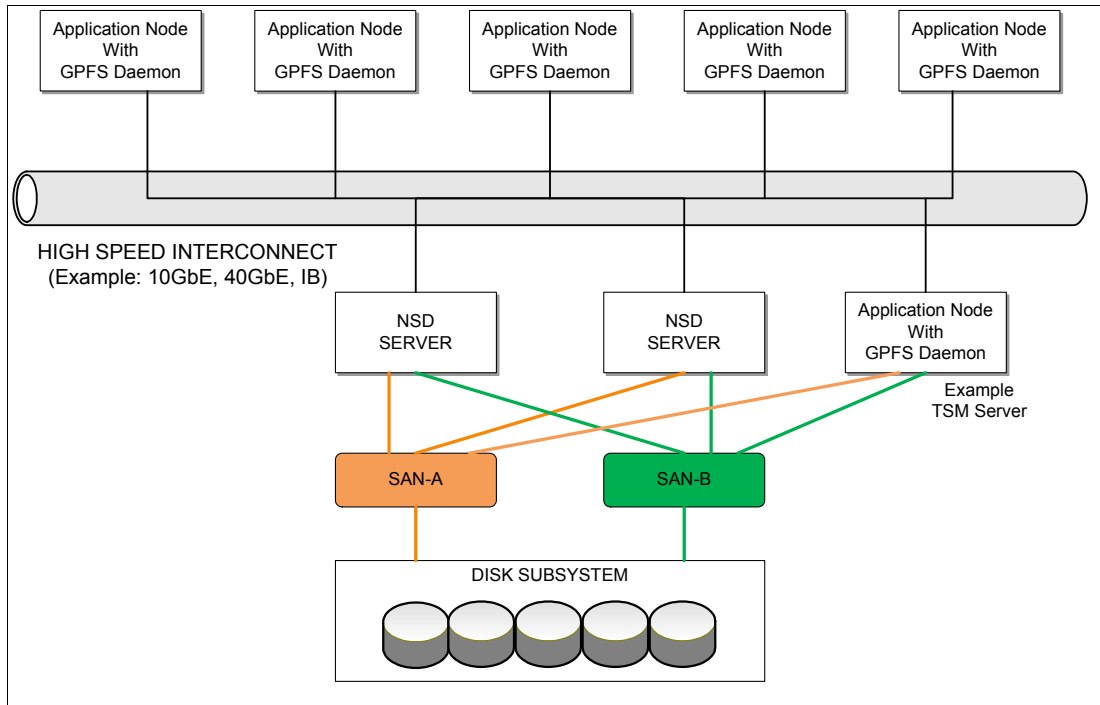 Application Node
With
GPFS Daemon
Application Node
With
GPFS Daemon
Application Node
With
GPFS Daemon
Application Node
With
GPFS Daemon
Application Node
With
GPFS Daemon
HIGH SPEED INTERCONNECT
(Example: 10GbE, 40GbE, IB)
NSD
SERVER
NSD
SERVER
Application Node
With
GPFS Daemon
Example
TSM Server
SAN-A
SAN-B
DISK SUBSYSTEM